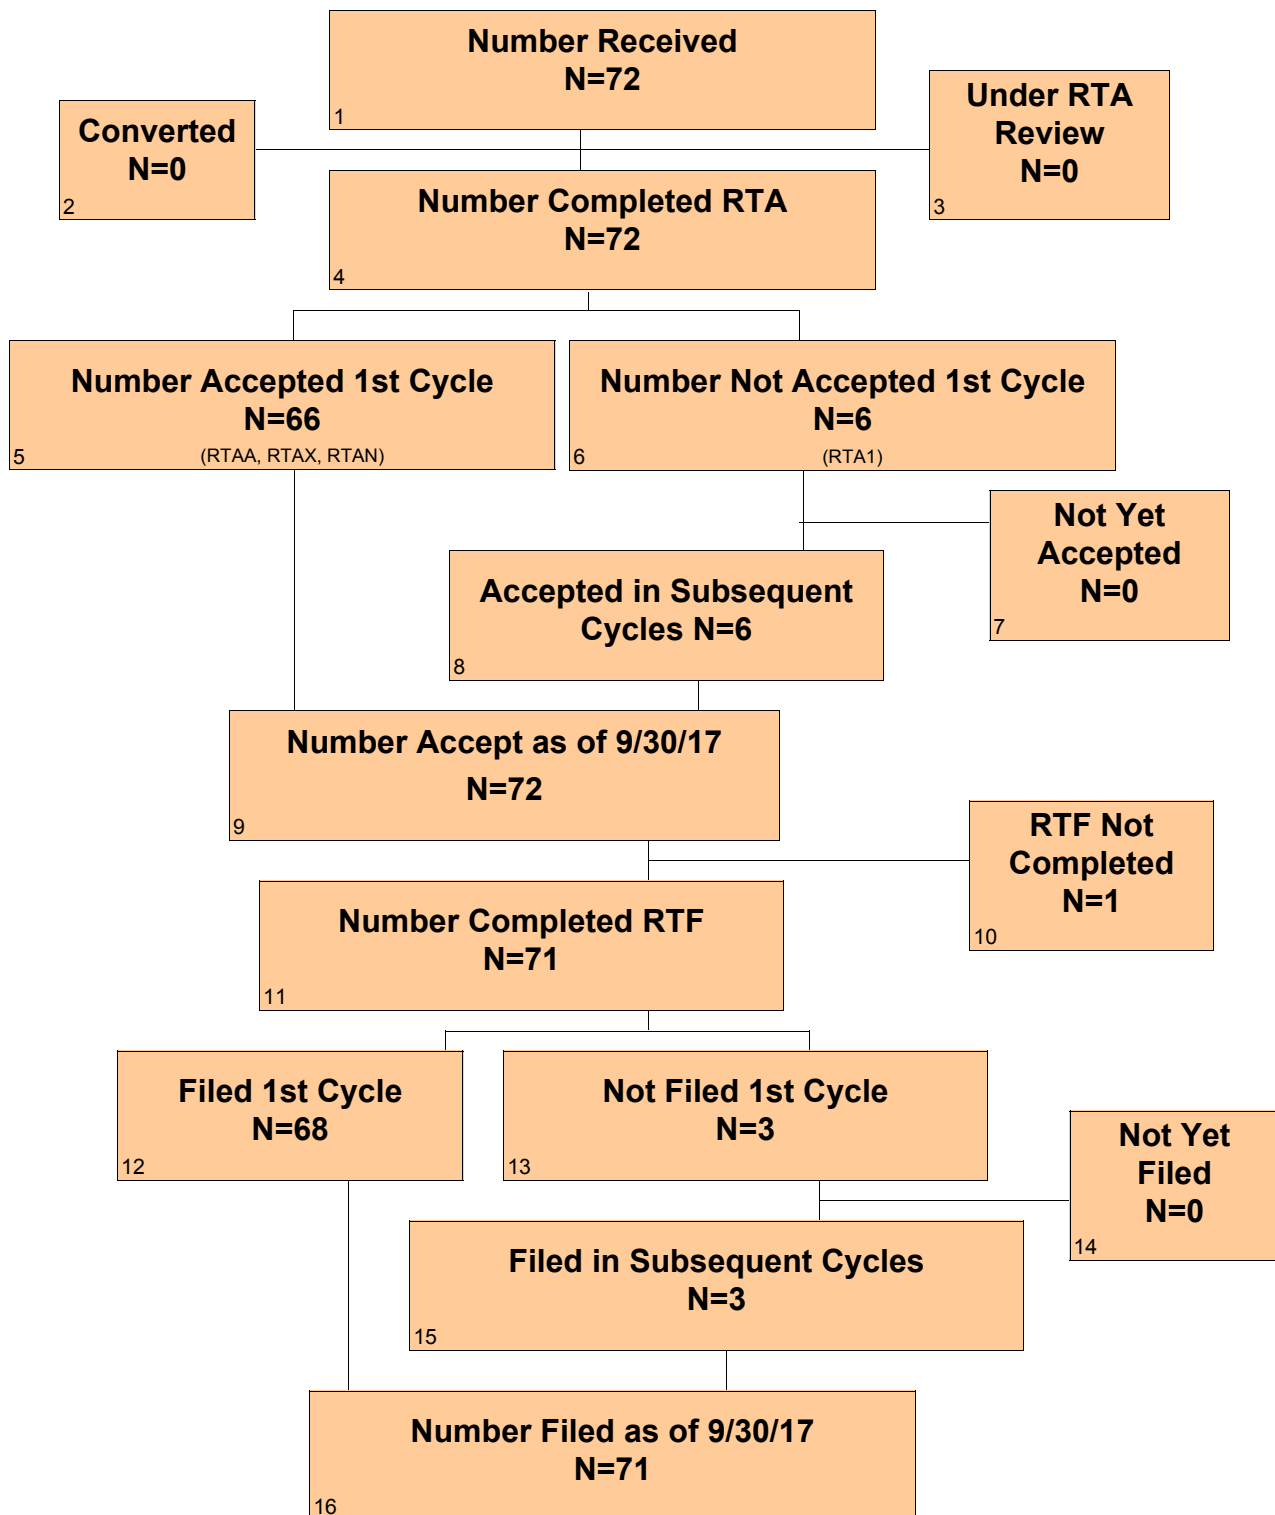 Number Received
N=72
1
Converted
N=0
2
Under RTA
Review
N=0
3
Number Completed RTA
N=72
4
Number Accepted 1st Cycle
N=66
(RTAA, RTAX, RTAN)
5
Number Not Accepted 1st Cycle
N=6
(RTA1)
6
Not Yet
Accepted
N=0
7
Accepted in Subsequent
Cycles N=6
8
Number Accept as of 9/30/17
N=72
9
RTF Not
Completed
N=1
10
Number Completed RTF
N=71
11
Filed 1st Cycle
N=68
12
Not Filed 1st Cycle
N=3
13
Not Yet
Filed
N=0
14
Filed in Subsequent Cycles
N=3
15
Number Filed as of 9/30/17
N=71
16